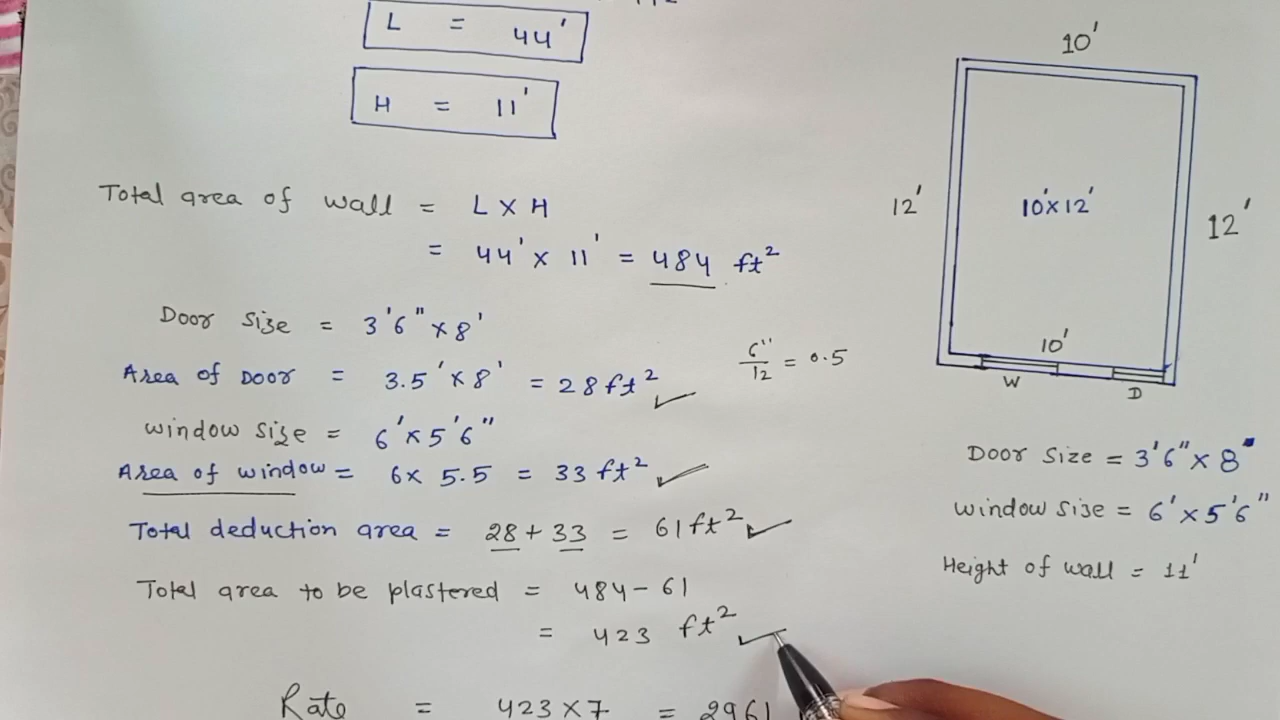 L = 44'
H = 11'
Total area of wall = L X H
= 44' x 11' = 484 ft²
Door Size = 3'6" x 8'
6"/12 = 0.5
Area of Door = 3.5' x 8' = 28 ft²
window size = 6' x 5'6"
Area of window = 6 x 5.5 = 33 ft²
Total deduction area = 28 + 33 = 61 ft²
Total area to be plastered = 484 - 61
= 423 ft²
Rate = 423 X 7 = 2961
10'
12'
10' x 12'
12'
10'
W
D
Door Size = 3'6" x 8'
window size = 6' x 5'6"
Height of wall = 11'